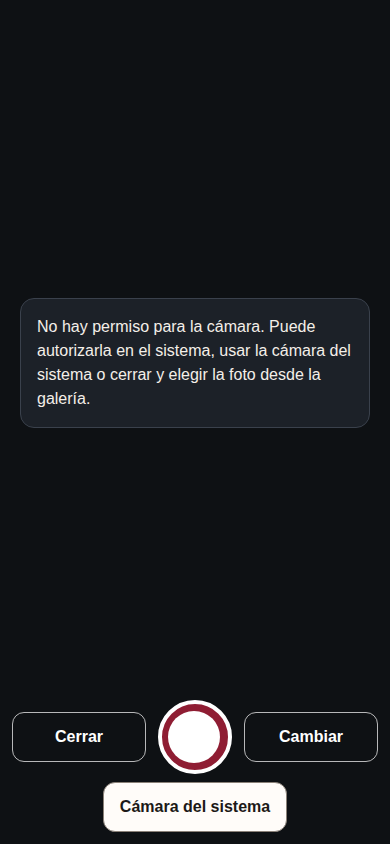 No hay permiso para la cámara. Puede
autorizarla en el sistema, usar la cámara del
sistema o cerrar y elegir la foto desde la
galería.
Cerrar
Cambiar
Cámara del sistema